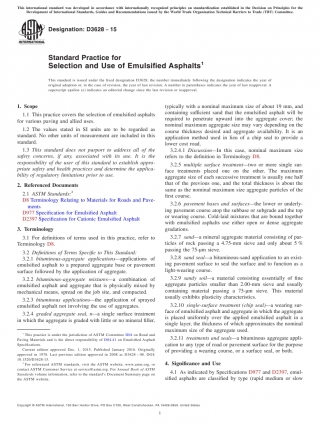 This international standard was developed in accordance with internationally recognized principles on standardization established in the Decision on Principles for the
Development of International Standards, Guides and Recommendations issued by the World Trade Organization Technical Barriers to Trade (TBT) Committee.
Designation: D3628 − 15
INTERNATIONAL
Standard Practice for
Selection and Use of Emulsified Asphalts1
This standard is issued under the fixed designation D3628; the number immediately following the designation indicates the year of
original adoption or, in the case of revision, the year of last revision. A number in parentheses indicates the year of last reapproval. A
superscript epsilon (ε) indicates an editorial change since the last revision or reapproval.
1. Scope
1.1 This practice covers the selection of emulsified asphalts
for various paving and allied uses.
1.2 The values stated in SI units are to be regarded as
standard. No other units of measurement are included in this
standard.
1.3 This standard does not purport to address all of the
safety concerns, if any, associated with its use. It is the
responsibility of the user of this standard to establish appro-
priate safety and health practices and determine the applica-
bility of regulatory limitations prior to use.
2. Referenced Documents
2.1 ASTM Standards:2
D8 Terminology Relating to Materials for Roads and Pave-
ments
D977 Specification for Emulsified Asphalt
D2397 Specification for Cationic Emulsified Asphalt
3. Terminology
3.1 For definitions of terms used in this practice, refer to
Terminology D8.
3.2 Definitions of Terms Specific to This Standard:
3.2.1 bituminous-aggregate applications—applications of
emulsified asphalt to a prepared aggregate base or pavement
surface followed by the application of aggregate.
3.2.2 bituminous-aggregate mixtures—a combination of
emulsified asphalt and aggregate that is physically mixed by
mechanical means, spread on the job site, and compacted.
3.2.3 bituminous applications—the application of sprayed
emulsified asphalt not involving the use of aggregates.
3.2.4 graded aggregate seal, n—a single surface treatment
in which the aggregate is graded with little or no mineral filler,
1 This practice is under the jurisdiction of ASTM Committee D04 on Road and
Paving Materials and is the direct responsibility of D04.41 on Emulsified Asphalt
Specifications.
Current edition approved Dec. 1, 2015. Published January 2016. Originally
approved in 1978. Last previous edition approved in 2008 as D3628 – 08.
2 For referenced ASTM standards, visit the ASTM website, www.astm.org, or
contact ASTM Customer Service at service@astm.org. For Annual Book of ASTM
Standards volume information, refer to the standard's Document Summary page on
the ASTM website.
typically with a nominal maximum size of about 19 mm, and
containing sufficient sand that the emulsified asphalt will be
required to penetrate upward into the aggregate cover, the
nominal maximum aggregate size may vary depending on the
course thickness desired and aggregate availability. It is an
application method used in lieu of a chip seal to provide a
lower cost road.
3.2.4.1 Discussion—In this case, nominal maximum size
refers to the definition in Terminology D8.
3.2.5 multiple surface treatment—two or more single sur-
face treatments placed one on the other. The maximum
aggregate size of each successive treatment is usually one half
that of the previous one, and the total thickness is about the
same as the nominal maximum size aggregate particles of the
first course.
3.2.6 pavement bases and surfaces—the lower or underly-
ing pavement course atop the subbase or subgrade and the top
or wearing course. Cold-laid mixtures that are bound together
with emulsified asphalts use either open or dense aggregate
gradations.
3.2.7 sand—a mineral aggregate material consisting of par-
ticles of rock passing a 4.75-mm sieve and only about 5 %
passing the 75-µm sieve.
3.2.8 sand seal—a bituminous-sand application to an exist-
ing pavement surface to seal the surface and to function as a
light-wearing course.
3.2.9 sandy soil—a material consisting essentially of fine
aggregate particles smaller than 2.00-mm sieve and usually
containing material passing a 75-µm sieve. This material
usually exhibits plasticity characteristics.
3.2.10 single-surface treatment (chip seal)—a wearing sur-
face of emulsified asphalt and aggregate in which the aggregate
is placed uniformly over the applied emulsified asphalt in a
single layer, the thickness of which approximates the nominal
maximum size of the aggregate used.
3.2.11 treatments and seals—a bituminous aggregate appli-
cation to any type of road or pavement surface for the purpose
of providing a wearing course, or a surface seal, or both.
4. Significance and Use
4.1 As indicated by Specifications D977 and D2397, emul-
sified asphalts are classified by type (rapid medium or slow
Copyright © ASTM International, 100 Barr Harbor Drive, PO Box C700, West Conshohocken, PA 19428-2959. United States
1